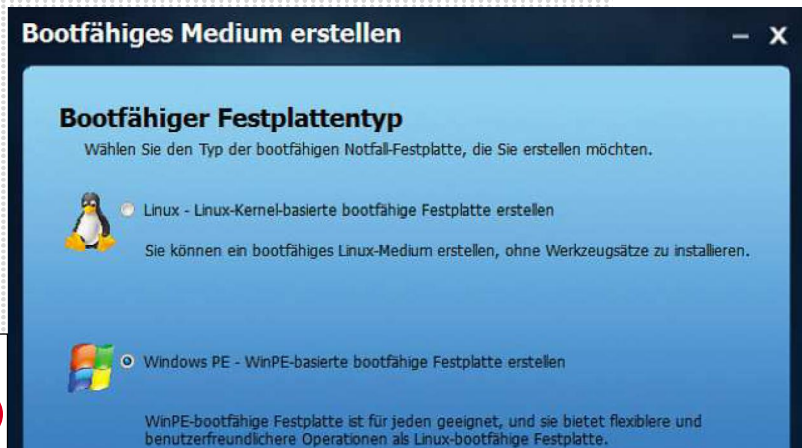 Bootfähiges Medium erstellen
Bootfähiger Festplattentyp
Wählen Sie den Typ der bootfähigen Notfall-Festplatte, die Sie erstellen möchten.
Linux - Linux-Kernel-basierte bootfähige Festplatte erstellen
Sie können ein bootfähiges Linux-Medium erstellen, ohne Werkzeugsätze zu installieren.
Windows PE - WinPE-basierte bootfähige Festplatte erstellen
WinPE-bootfähige Festplatte ist für jeden geeignet, und sie bietet flexiblere und
benutzerfreundlichere Operationen als Linux-bootfähige Festplatte.